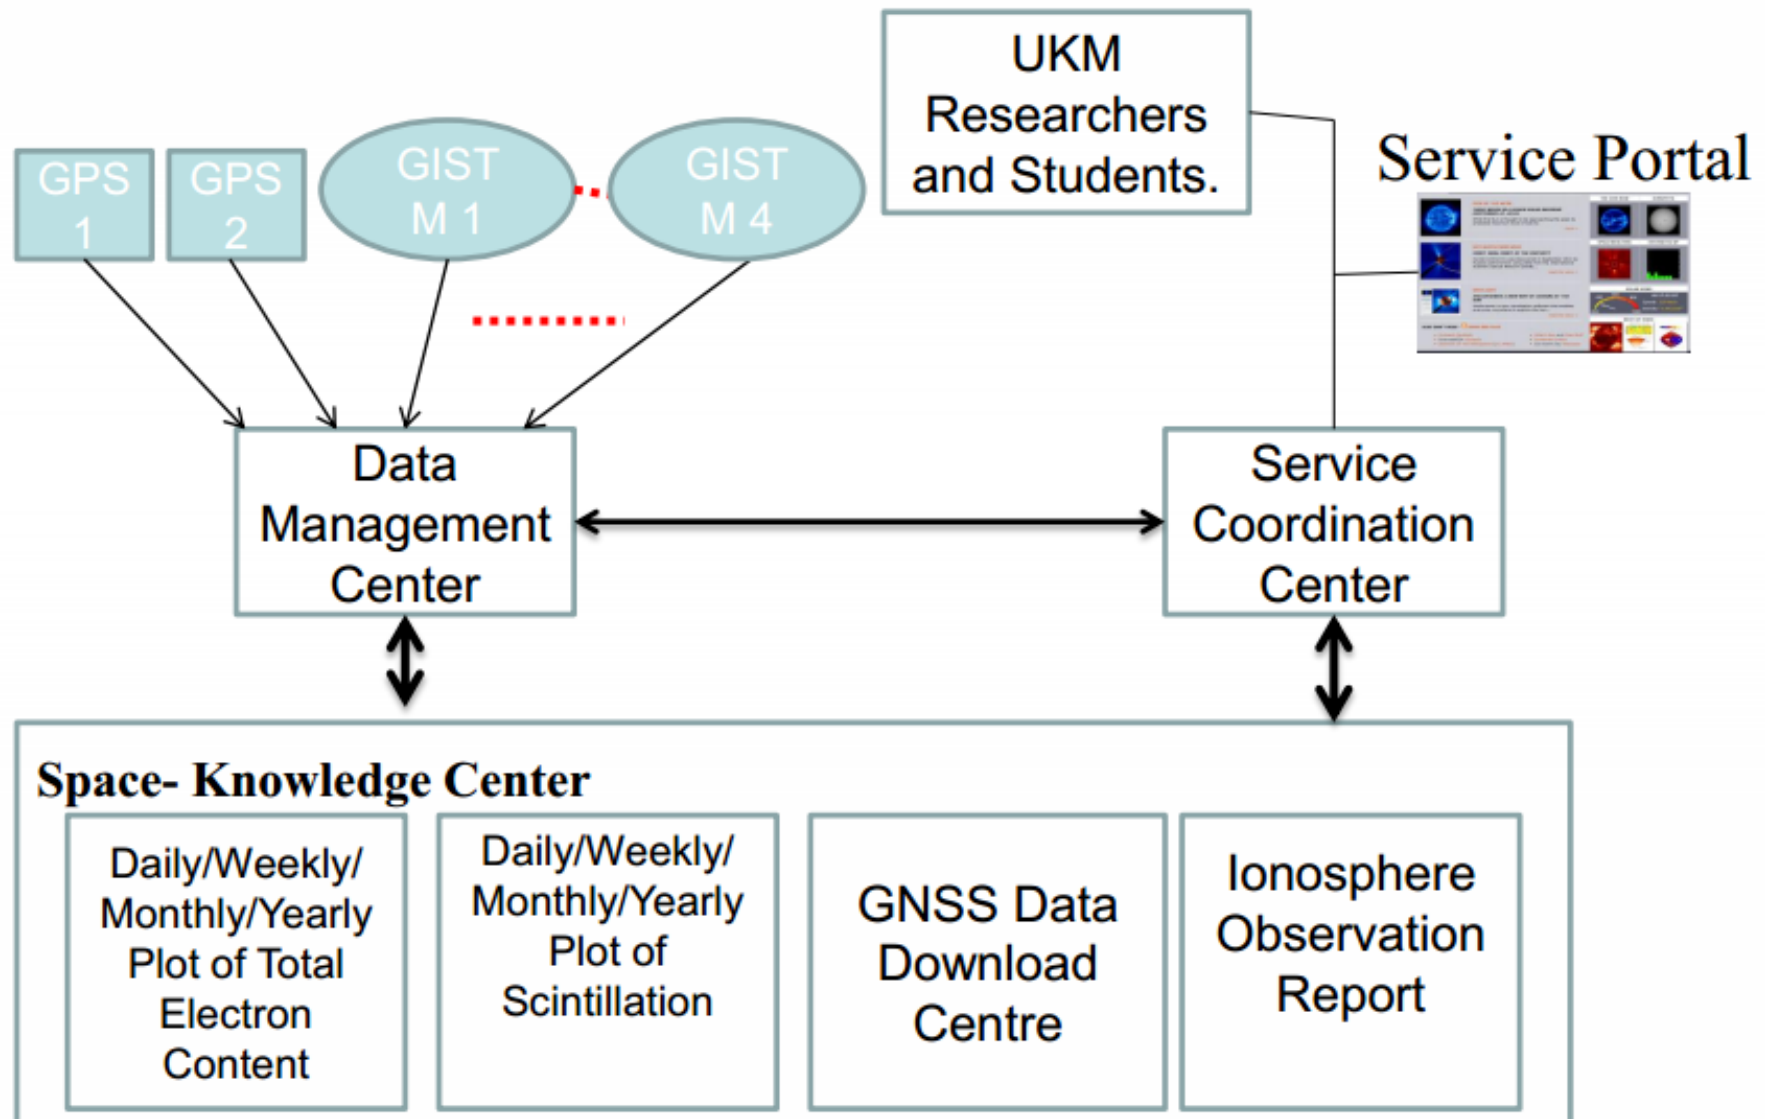 UKM
Researchers
and Students.
Service Portal
GPS
1
GPS
2
GIST
M 1
GIST
M 4
Data
Management
Center
Service
Coordination
Center
Space- Knowledge Center
Daily/Weekly/
Monthly/Yearly
Plot of Total
Electron
Content
Daily/Weekly/
Monthly/Yearly
Plot of
Scintillation
GNSS Data
Download
Centre
Ionosphere
Observation
Report